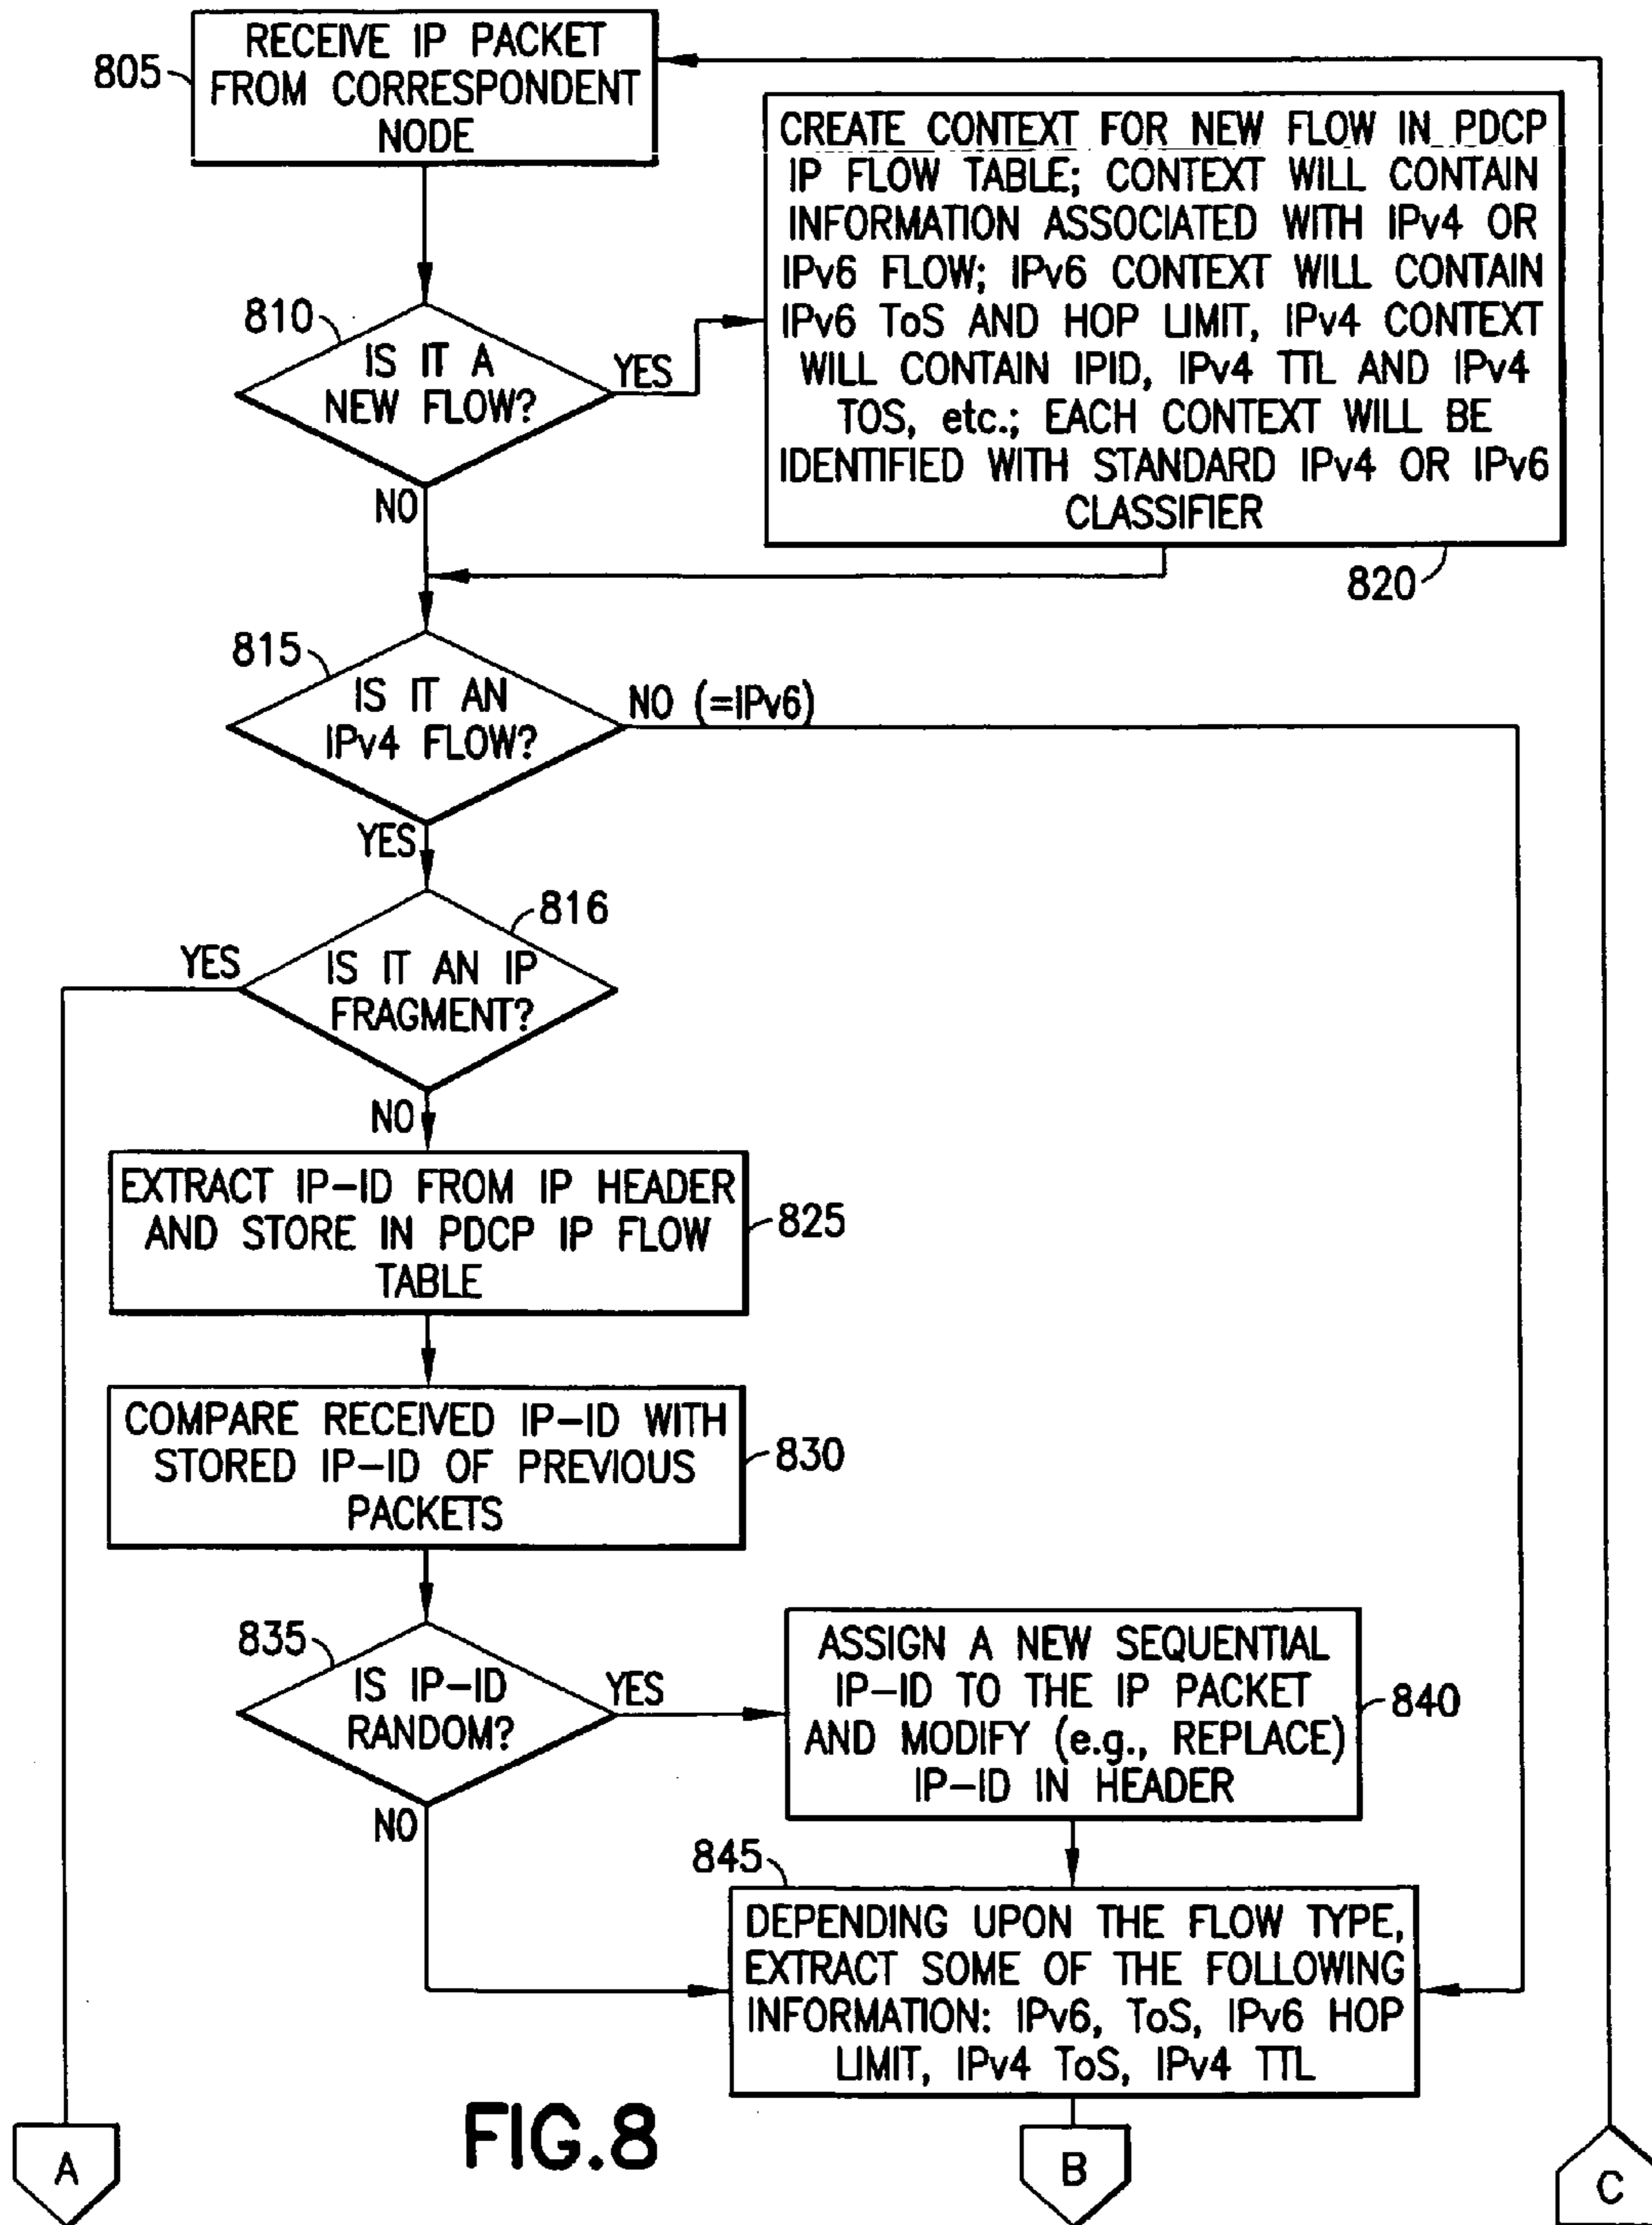 RECEIVE IP PACKET
FROM CORRESPONDENT
NODE
805
CREATE CONTEXT FOR NEW FLOW IN PDCP
IP FLOW TABLE; CONTEXT WILL CONTAIN
INFORMATION ASSOCIATED WITH IPv4 OR
IPv6 FLOW; IPv6 CONTEXT WILL CONTAIN
IPv6 ToS AND HOP LIMIT, IPv4 CONTEXT
WILL CONTAIN IPID, IPv4 TTL AND IPv4
TOS, etc.; EACH CONTEXT WILL BE
IDENTIFIED WITH STANDARD IPv4 OR IPv6
CLASSIFIER
820
810
IS IT A
NEW FLOW?
YES
NO
815
IS IT AN
IPv4 FLOW?
NO (=IPv6)
YES
816
IS IT AN IP
FRAGMENT?
YES
NO
EXTRACT IP-ID FROM IP HEADER
AND STORE IN PDCP IP FLOW
TABLE
825
COMPARE RECEIVED IP-ID WITH
STORED IP-ID OF PREVIOUS
PACKETS
830
835
IS IP-ID
RANDOM?
YES
NO
ASSIGN A NEW SEQUENTIAL
IP-ID TO THE IP PACKET
AND MODIFY (e.g., REPLACE)
IP-ID IN HEADER
840
845
DEPENDING UPON THE FLOW TYPE,
EXTRACT SOME OF THE FOLLOWING
INFORMATION: IPv6, ToS, IPv6 HOP
LIMIT, IPv4 ToS, IPv4 TTL
FIG.8
A
B
C